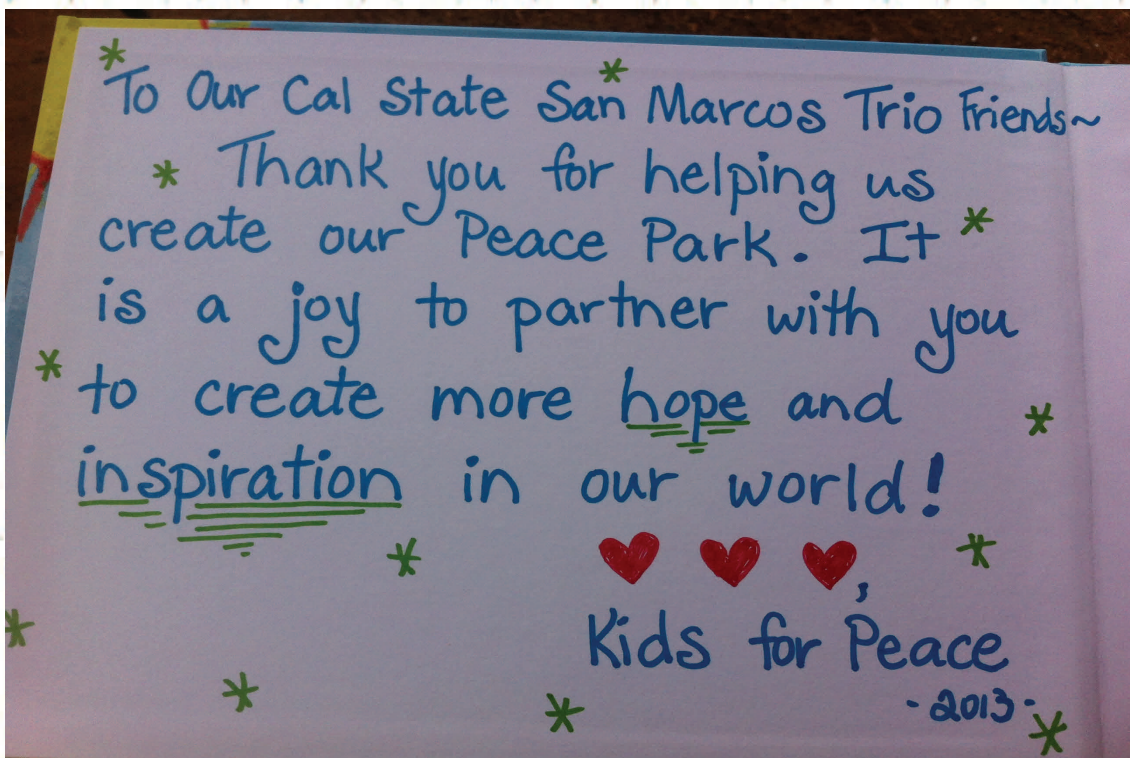 To Our Cal State San Marcos Trio Friends~
Thank you for helping us
create our Peace Park. It
is a joy to partner with you
to create more hope and
inspiration in our world!
♥ ♥ ♥,
Kids for Peace
-2013-